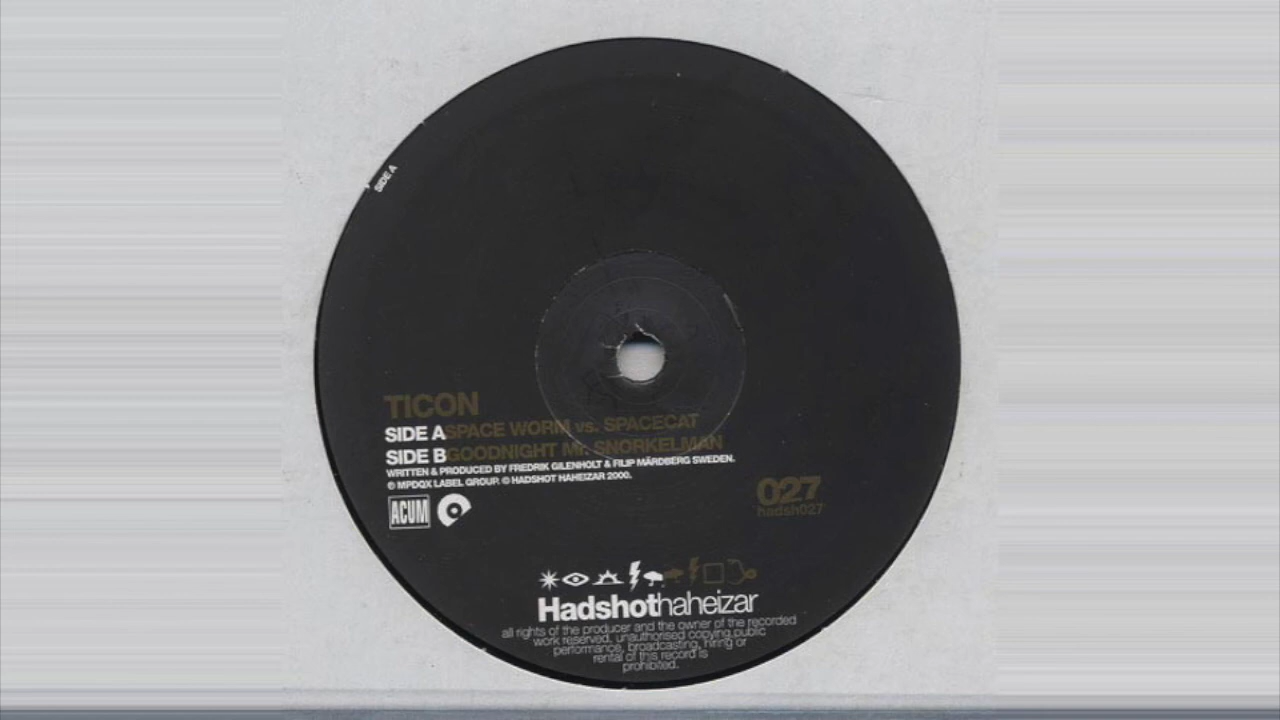 SIDE A
TICON
SIDE A SPACE WORM vs. SPACECAT
SIDE B GOODNIGHT Mr. SNORKELMAN
WRITTEN & PRODUCED BY FREDRIK GILENHOLT & FILIP MÄRDBERG SWEDEN.
© MPDQX LABEL GROUP. © HADSHOT HAHEIZAR 2000.
ACUM
027
hadsh027
Hadshothaheizar
all rights of the producer and the owner of the recorded
work reserved, unauthorised copying,public
performance, broadcasting, hiring or
rental of this record is
prohibited.